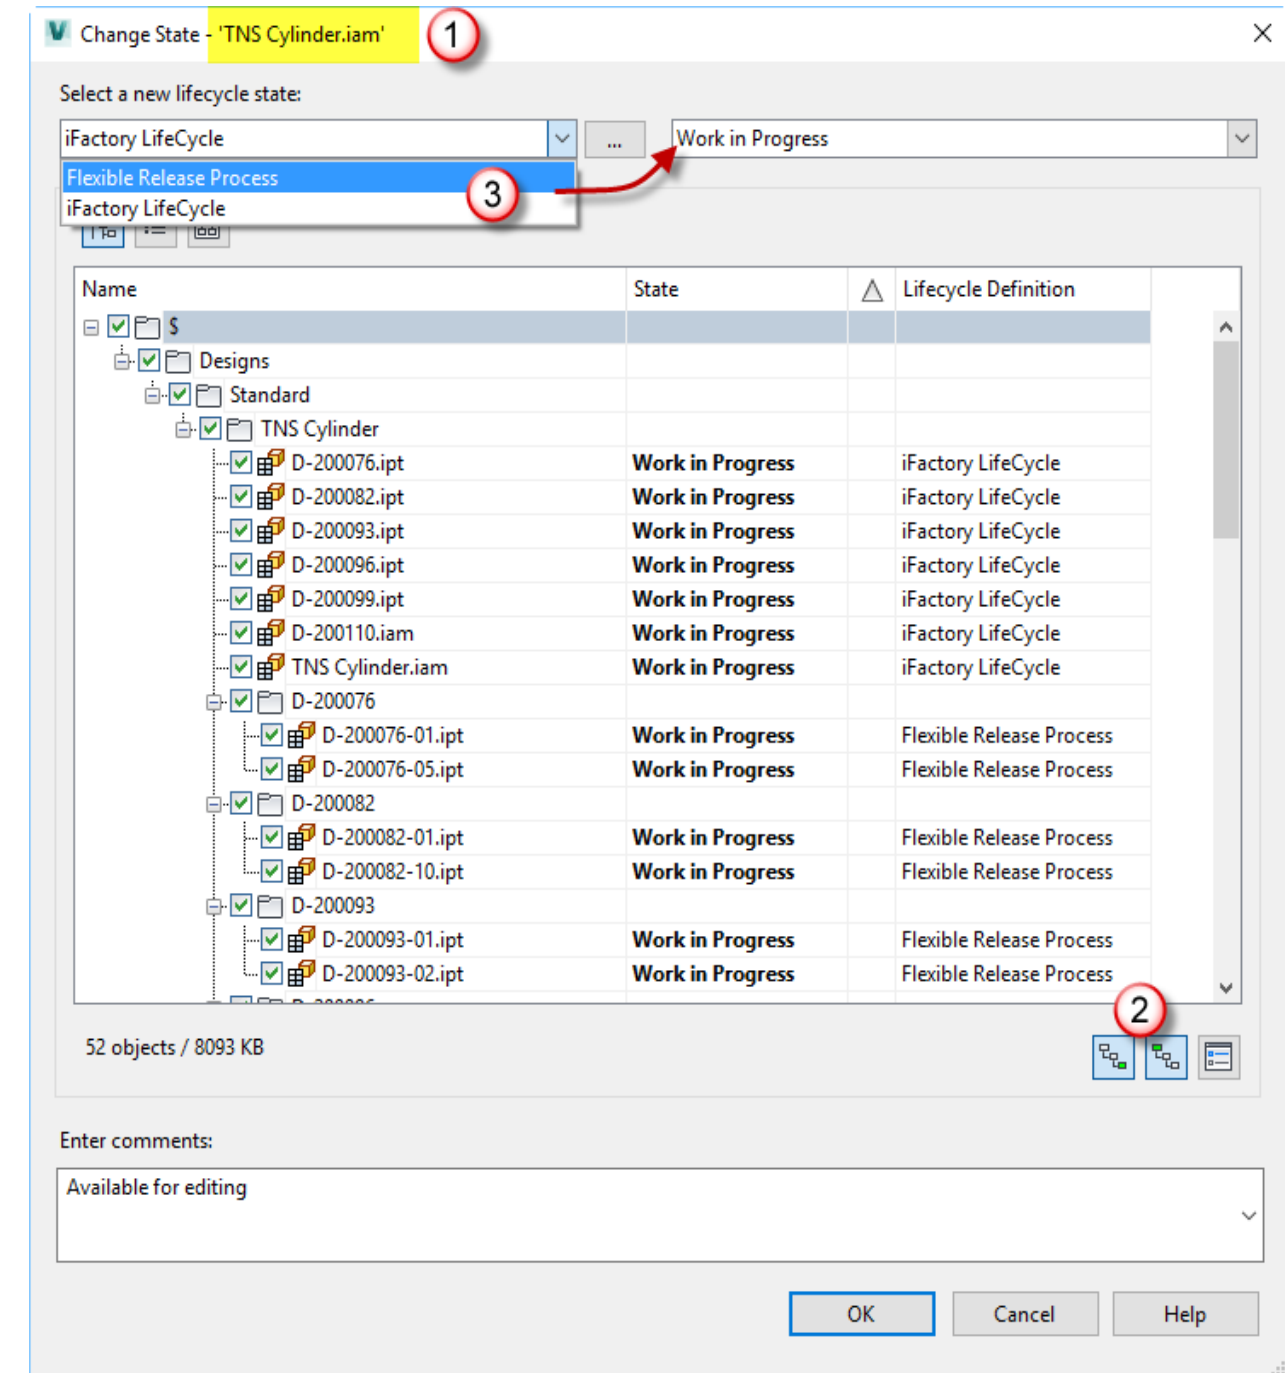 Change State - 'TNS Cylinder.iam' 1
Select a new lifecycle state:
iFactory LifeCycle ... Work in Progress
Flexible Release Process
iFactory LifeCycle
3
Name State Lifecycle Definition
$
Designs
Standard
TNS Cylinder
D-200076.ipt Work in Progress iFactory LifeCycle
D-200082.ipt Work in Progress iFactory LifeCycle
D-200093.ipt Work in Progress iFactory LifeCycle
D-200096.ipt Work in Progress iFactory LifeCycle
D-200099.ipt Work in Progress iFactory LifeCycle
D-200110.iam Work in Progress iFactory LifeCycle
TNS Cylinder.iam Work in Progress iFactory LifeCycle
D-200076
D-200076-01.ipt Work in Progress Flexible Release Process
D-200076-05.ipt Work in Progress Flexible Release Process
D-200082
D-200082-01.ipt Work in Progress Flexible Release Process
D-200082-10.ipt Work in Progress Flexible Release Process
D-200093
D-200093-01.ipt Work in Progress Flexible Release Process
D-200093-02.ipt Work in Progress Flexible Release Process
2
52 objects / 8093 KB
Enter comments:
Available for editing
OK Cancel Help